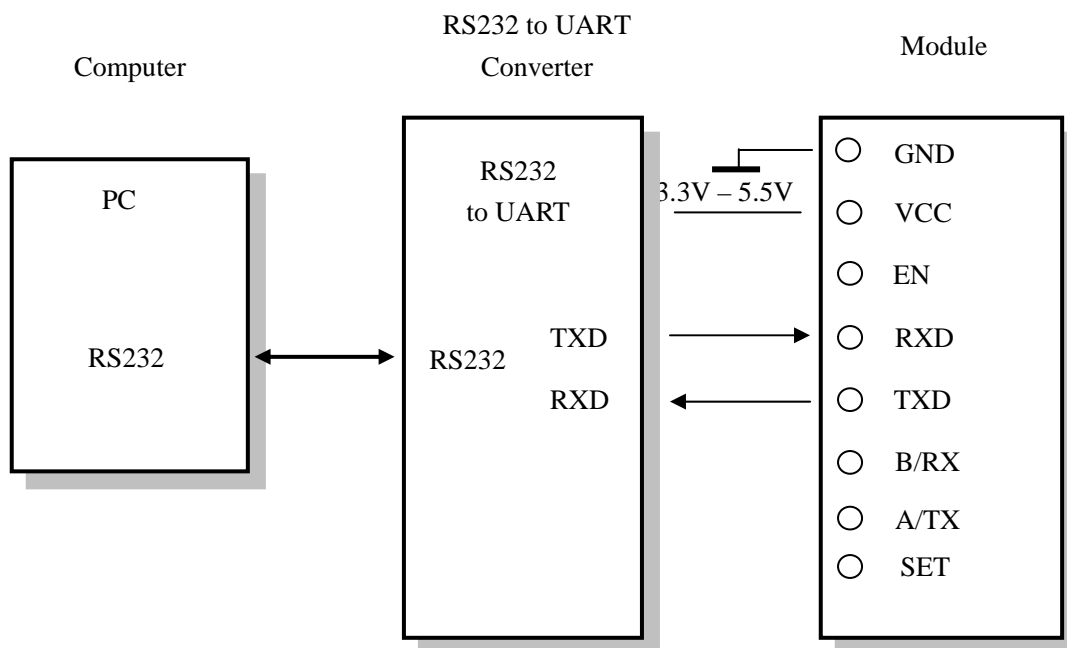 Computer
RS232 to UART
Converter
Module
PC
RS232
RS232
to UART
TXD
RS232
RXD
3.3V – 5.5V
GND
VCC
EN
RXD
TXD
B/RX
A/TX
SET